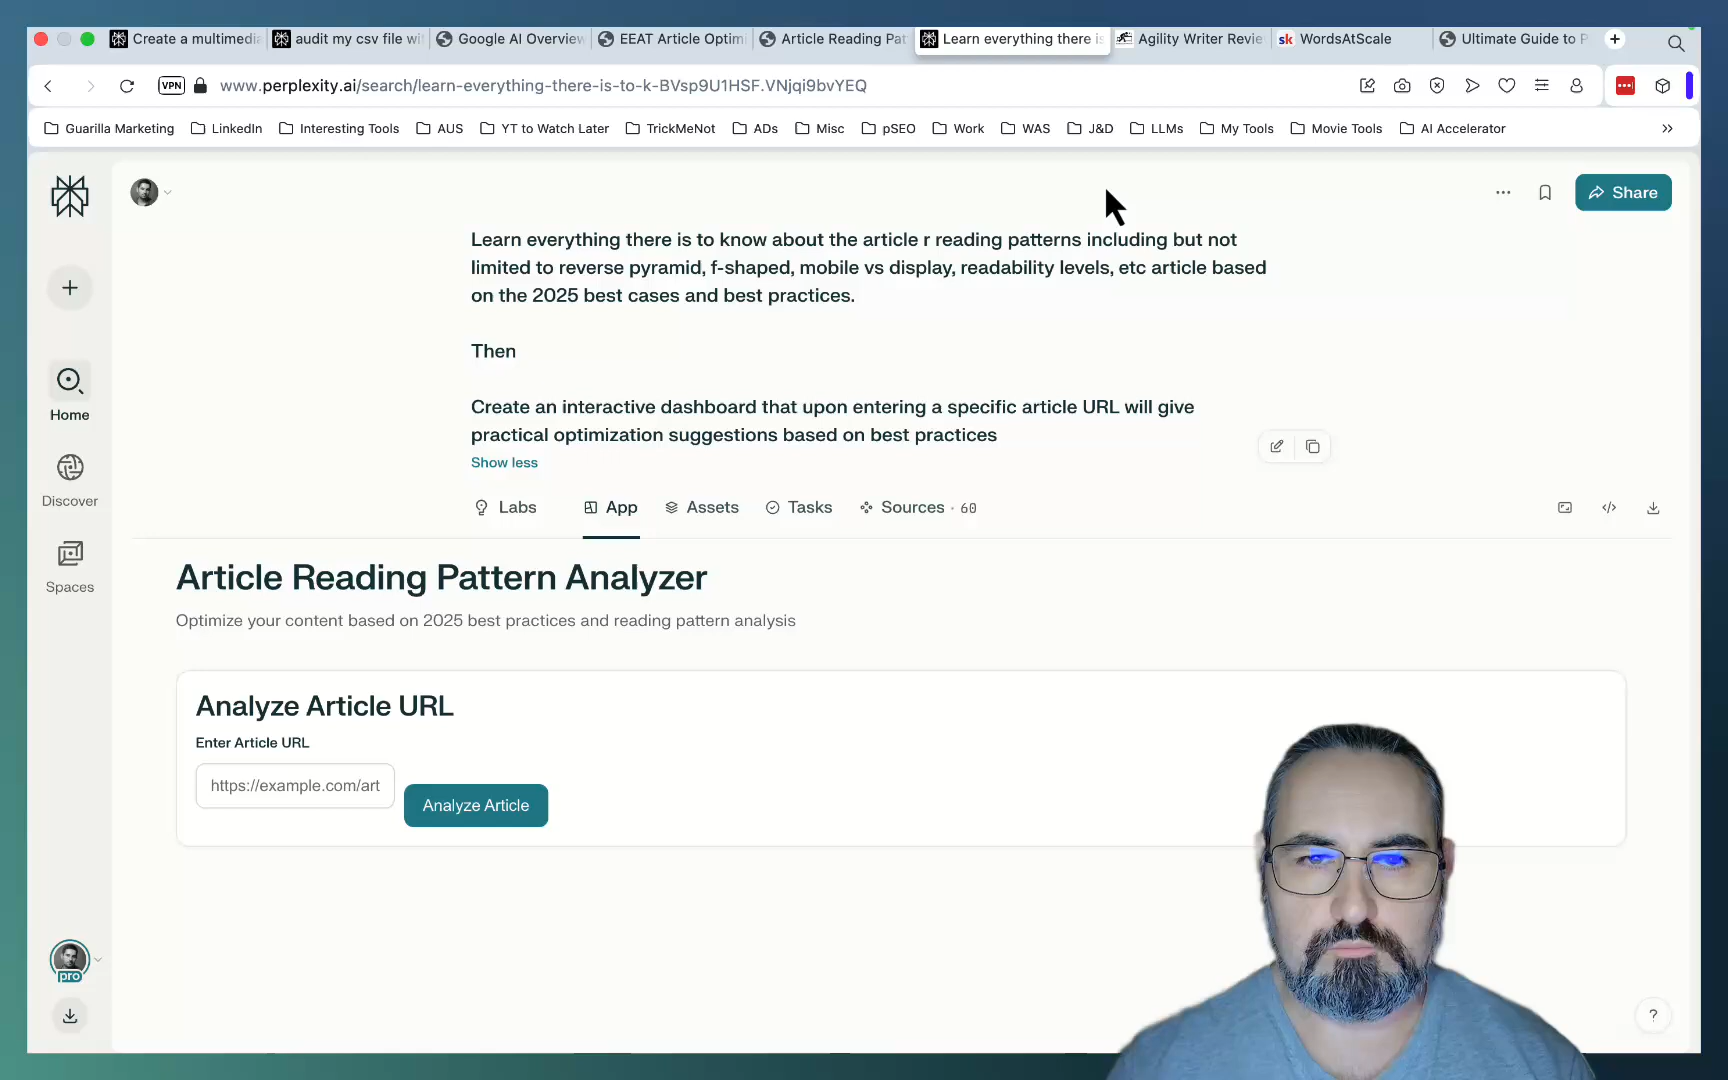 Create a multimedia
audit my csv file wi
Google AI Overview
EEAT Article Optim
Article Reading Pat
Learn everything there is
Agility Writer Revie
sk WordsAtScale
Ultimate Guide to P
VPN www.perplexity.ai/search/learn-everything-there-is-to-k-BVsp9U1HSF.VNjqi9bvYEQ
Guarilla Marketing LinkedIn Interesting Tools AUS YT to Watch Later TrickMeNot ADs Misc pSEO Work WAS J&D LLMs My Tools Movie Tools AI Accelerator
Share
Learn everything there is to know about the article r reading patterns including but not
limited to reverse pyramid, f-shaped, mobile vs display, readability levels, etc article based
on the 2025 best cases and best practices.
Then
Create an interactive dashboard that upon entering a specific article URL will give
practical optimization suggestions based on best practices
Show less
Home
Discover
Spaces
pro
Labs App Assets Tasks Sources · 60
Article Reading Pattern Analyzer
Optimize your content based on 2025 best practices and reading pattern analysis
Analyze Article URL
Enter Article URL
https://example.com/art
Analyze Article
?